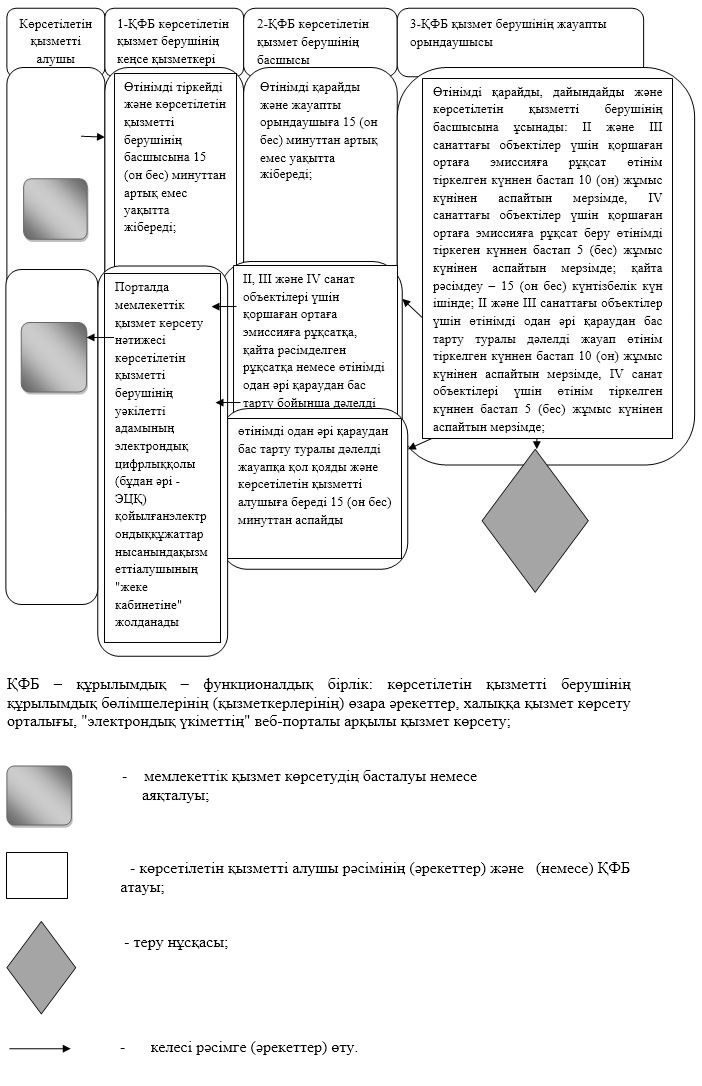 Көрсетілетін
қызметті
алушы
1-ҚФБ көрсетілетін
қызмет берушінің
кеңсе қызметкері
2-ҚФБ көрсетілетін
қызмет берушінің
басшысы
3-ҚФБ қызмет берушінің жауапты
орындаушысы
Өтінімді тіркейді
және көрсетілетін
қызметті
берушінің
басшысына 15
(он бес) минуттан
артық емес
уақытта
жібереді;
Өтінімді қарайды
және жауапты
орындаушыға 15 (он
бес) минуттан артық
емес уақытта
жібереді;
Өтінімді қарайды, дайындайды және
көрсетілетін қызметті берушінің
басшысына ұсынады: II және III
санаттағы объектілер үшін қоршаған
ортаға эмиссияға рұқсат өтінім
тіркелген күннен бастап 10 (он) жұмыс
күнінен аспайтын мерзімде, IV
санаттағы объектілер үшін қоршаған
ортаға эмиссияға рұқсат беру өтінімді
тіркеген күннен бастап 5 (бес) жұмыс
күнінен аспайтын мерзімде; қайта
рәсімдеу – 15 (он бес) күнтізбелік күн
ішінде; II және III санаттағы объектілер
үшін өтінімді одан әрі қараудан бас
тарту туралы дәлелді жауап өтінім
тіркелген күннен бастап 10 (он) жұмыс
күнінен аспайтын мерзімде, IV санат
объектілері үшін өтінім тіркелген
күннен бастап 5 (бес) жұмыс күнінен
аспайтын мерзімде;
Порталда
мемлекеттік
қызмет көрсету
нәтижесі
көрсетілетін
қызметті
берушінің
уәкілетті
адамының
электрондық
цифрлыққолы
(бұдан әрі -
ЭЦҚ)
қойылғанэлектр
ондыққұжаттар
нысанындақызм
еттіалушының
"жеке
кабинетіне"
жолданады
II, III және IV санат
объектілері үшін
қоршаған ортаға
эмиссияға рұқсатқа,
қайта рәсімделген
рұқсатқа немесе өтінімді
одан әрі қараудан бас
тарту бойынша дәлелді
өтінімді одан әрі қараудан
бас тарту туралы дәлелді
жауапқа қол қояды және
көрсетілетін қызметті
алушыға береді 15 (он бес)
минуттан аспайды
ҚФБ – құрылымдық – функционалдық бірлік: көрсетілетін қызметті берушінің
құрылымдық бөлімшелерінің (қызметкерлерінің) өзара әрекеттер, халыққа қызмет көрсету
орталығы, "электрондық үкіметтің" веб-порталы арқылы қызмет көрсету;
- мемлекеттік қызмет көрсетудің басталуы немесе
аяқталуы;
- көрсетілетін қызметті алушы рәсімінің (әрекеттер) және (немесе) ҚФБ
атауы;
- теру нұсқасы;
- келесі рәсімге (әрекеттер) өту.